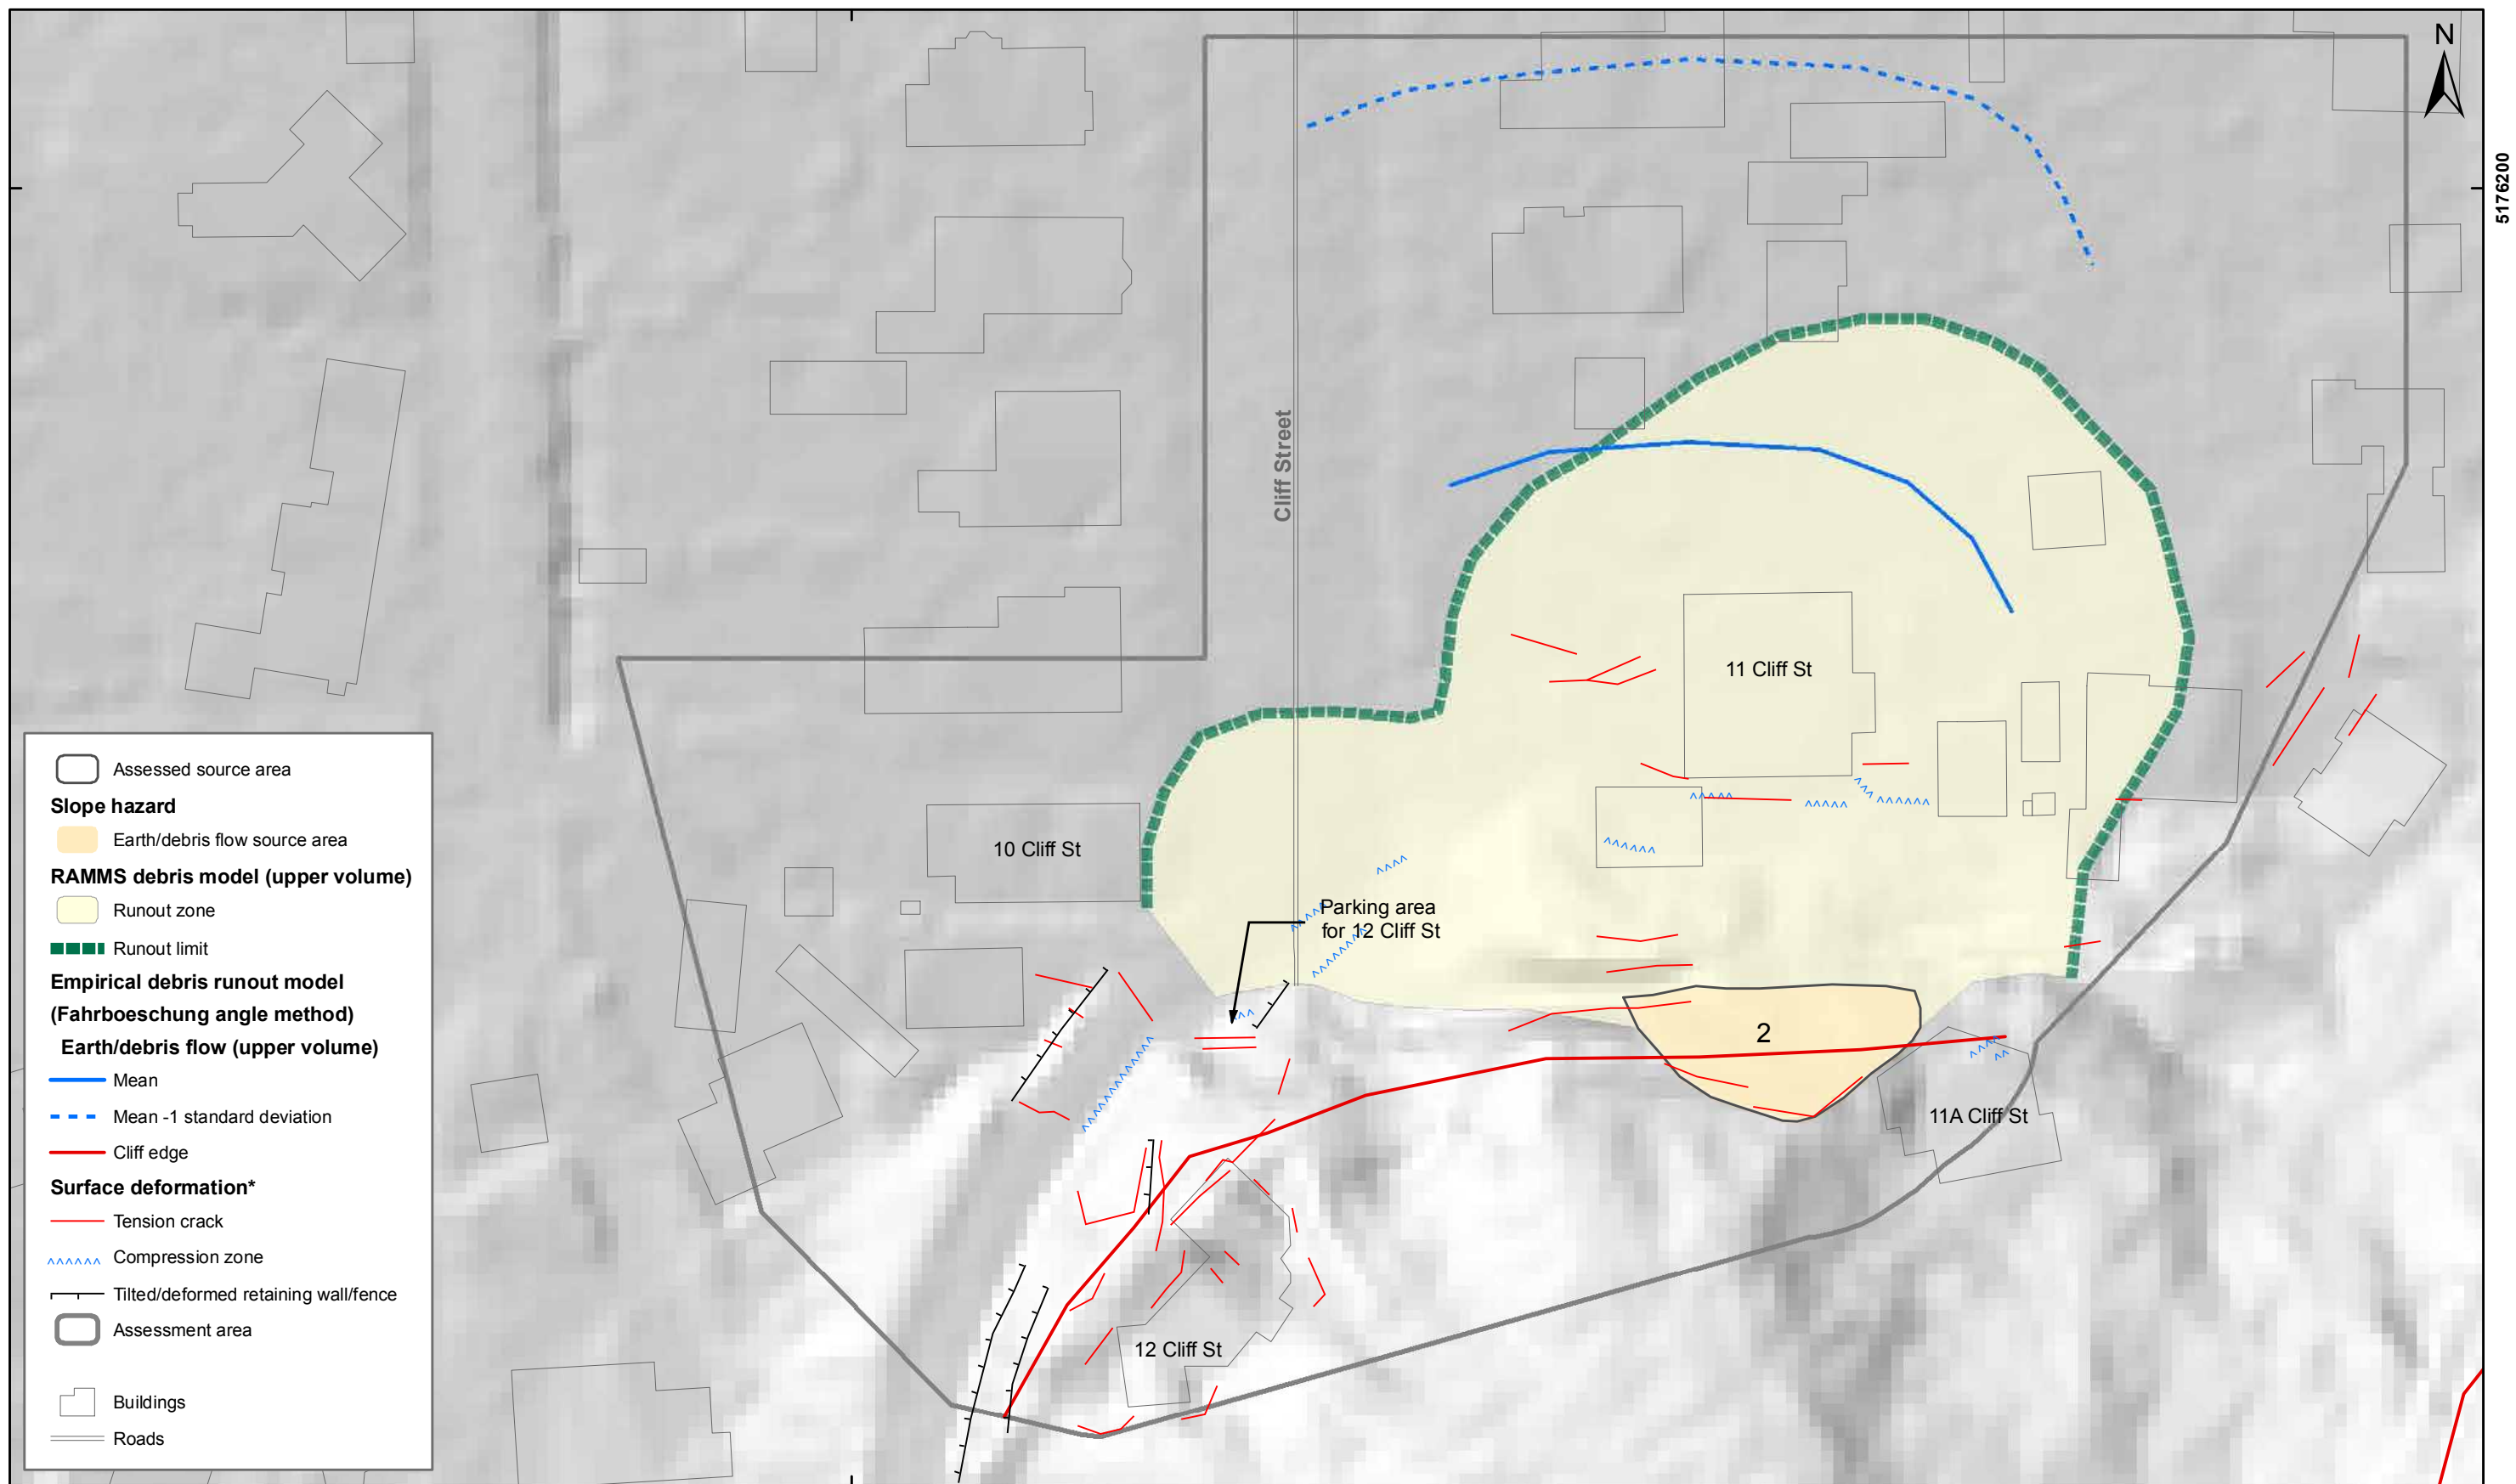 N
5176200
Cliff Street
11 Cliff St
10 Cliff St
Parking area
for 12 Cliff St
2
11A Cliff St
12 Cliff St
Assessed source area
Slope hazard
Earth/debris flow source area
RAMMS debris model (upper volume)
Runout zone
Runout limit
Empirical debris runout model
(Fahrboeschung angle method)
Earth/debris flow (upper volume)
Mean
Mean -1 standard deviation
Cliff edge
Surface deformation*
Tension crack
Compression zone
Tilted/deformed retaining wall/fence
Assessment area
Buildings
Roads